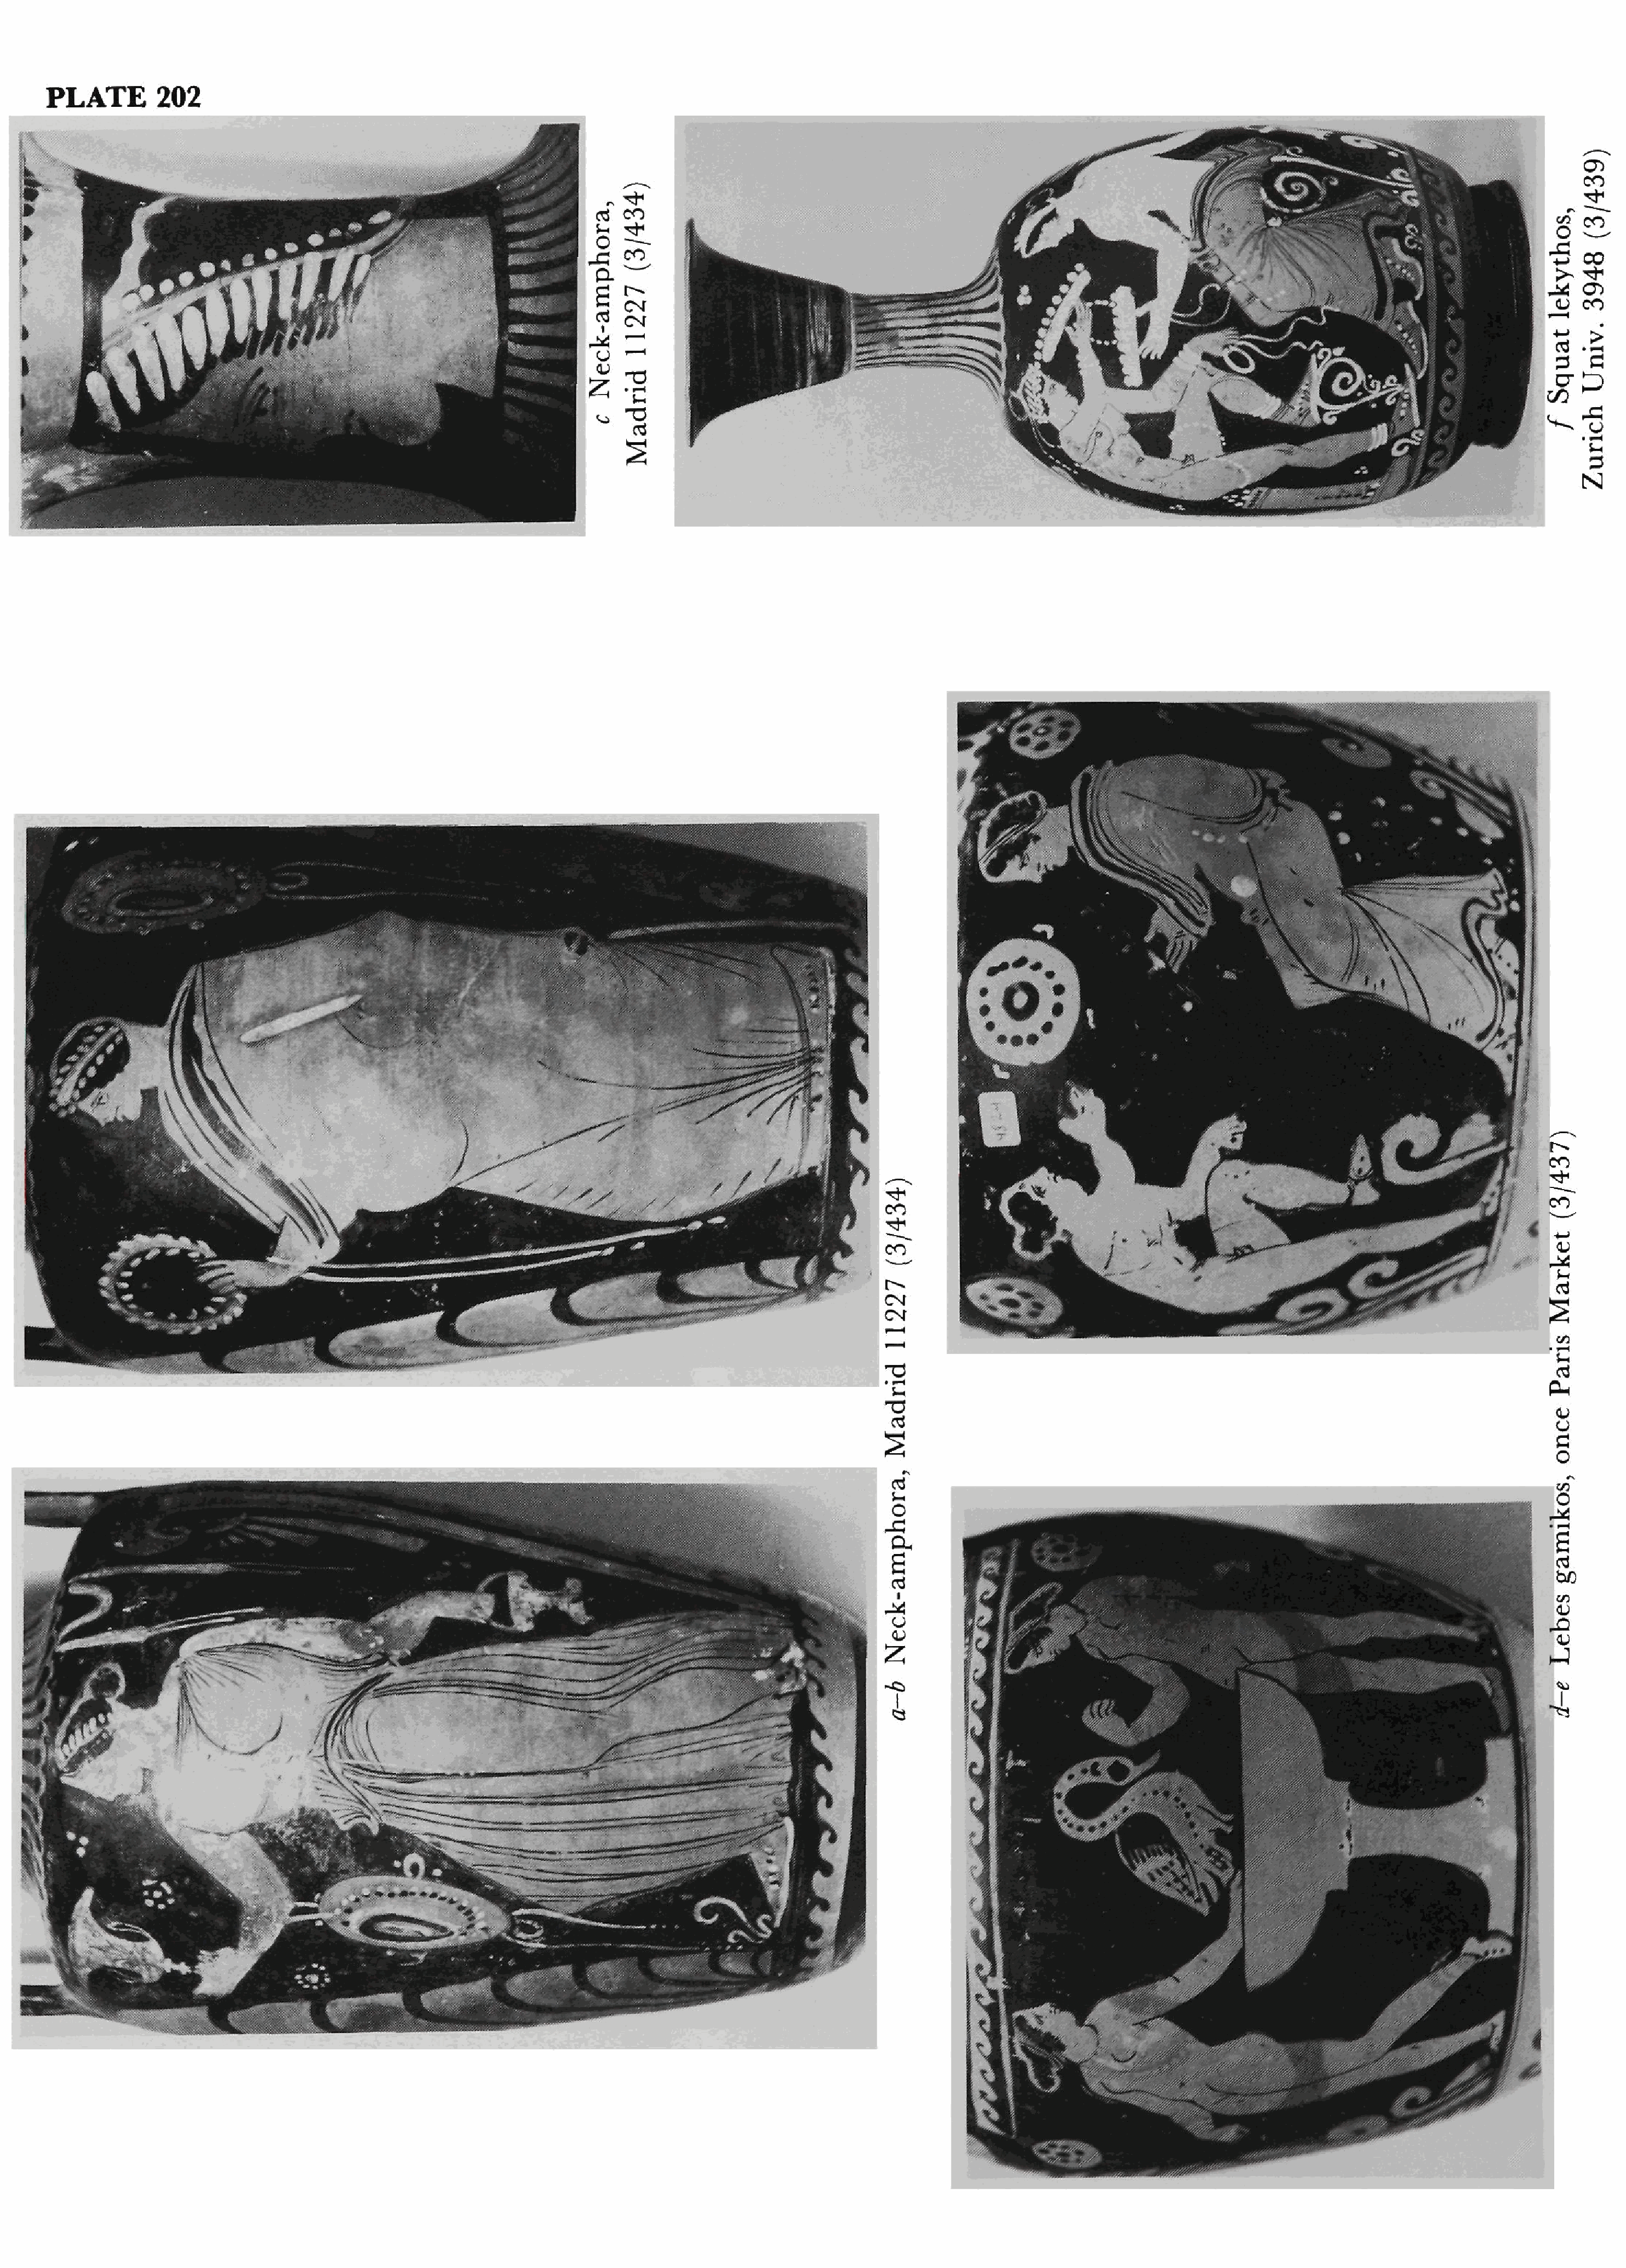 PLATE 202
c Neck-amphora,
Madrid 11227 (3/434)
f Squat lekythos,
Zurich Univ. 3948 (3/439)
a–b Neck-amphora, Madrid 11227 (3/434)
d–e Lebes gamikos, once Paris Market (3/437)